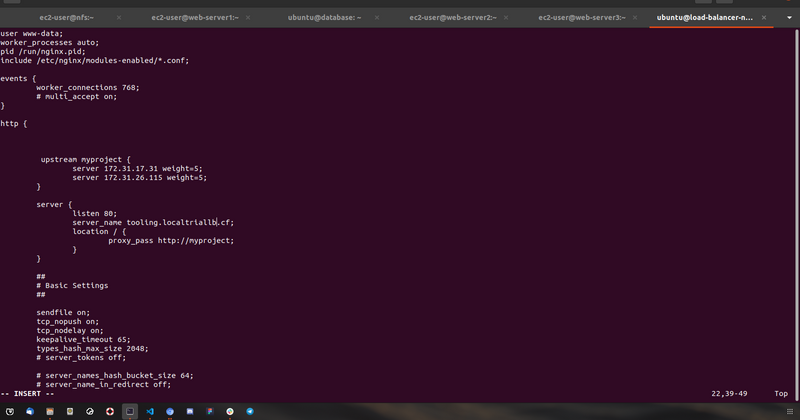 ec2-user@nfs:~
ec2-user@web-server1:~
ubuntu@database: ~
ec2-user@web-server2:~
ec2-user@web-server3:~
ubuntu@load-balancer-n...
user www-data;
worker_processes auto;
pid /run/nginx.pid;
include /etc/nginx/modules-enabled/*.conf;
events {
worker_connections 768;
# multi_accept on;
}
http {
upstream myproject {
server 172.31.17.31 weight=5;
server 172.31.26.115 weight=5;
}
server {
listen 80;
server_name tooling.localtriallb.cf;
location / {
proxy_pass http://myproject;
}
}
##
# Basic Settings
##
sendfile on;
tcp_nopush on;
tcp_nodelay on;
keepalive_timeout 65;
types_hash_max_size 2048;
# server_tokens off;
# server_names_hash_bucket_size 64;
# server_name_in_redirect off;
-- INSERT -- 22,39-49 Top